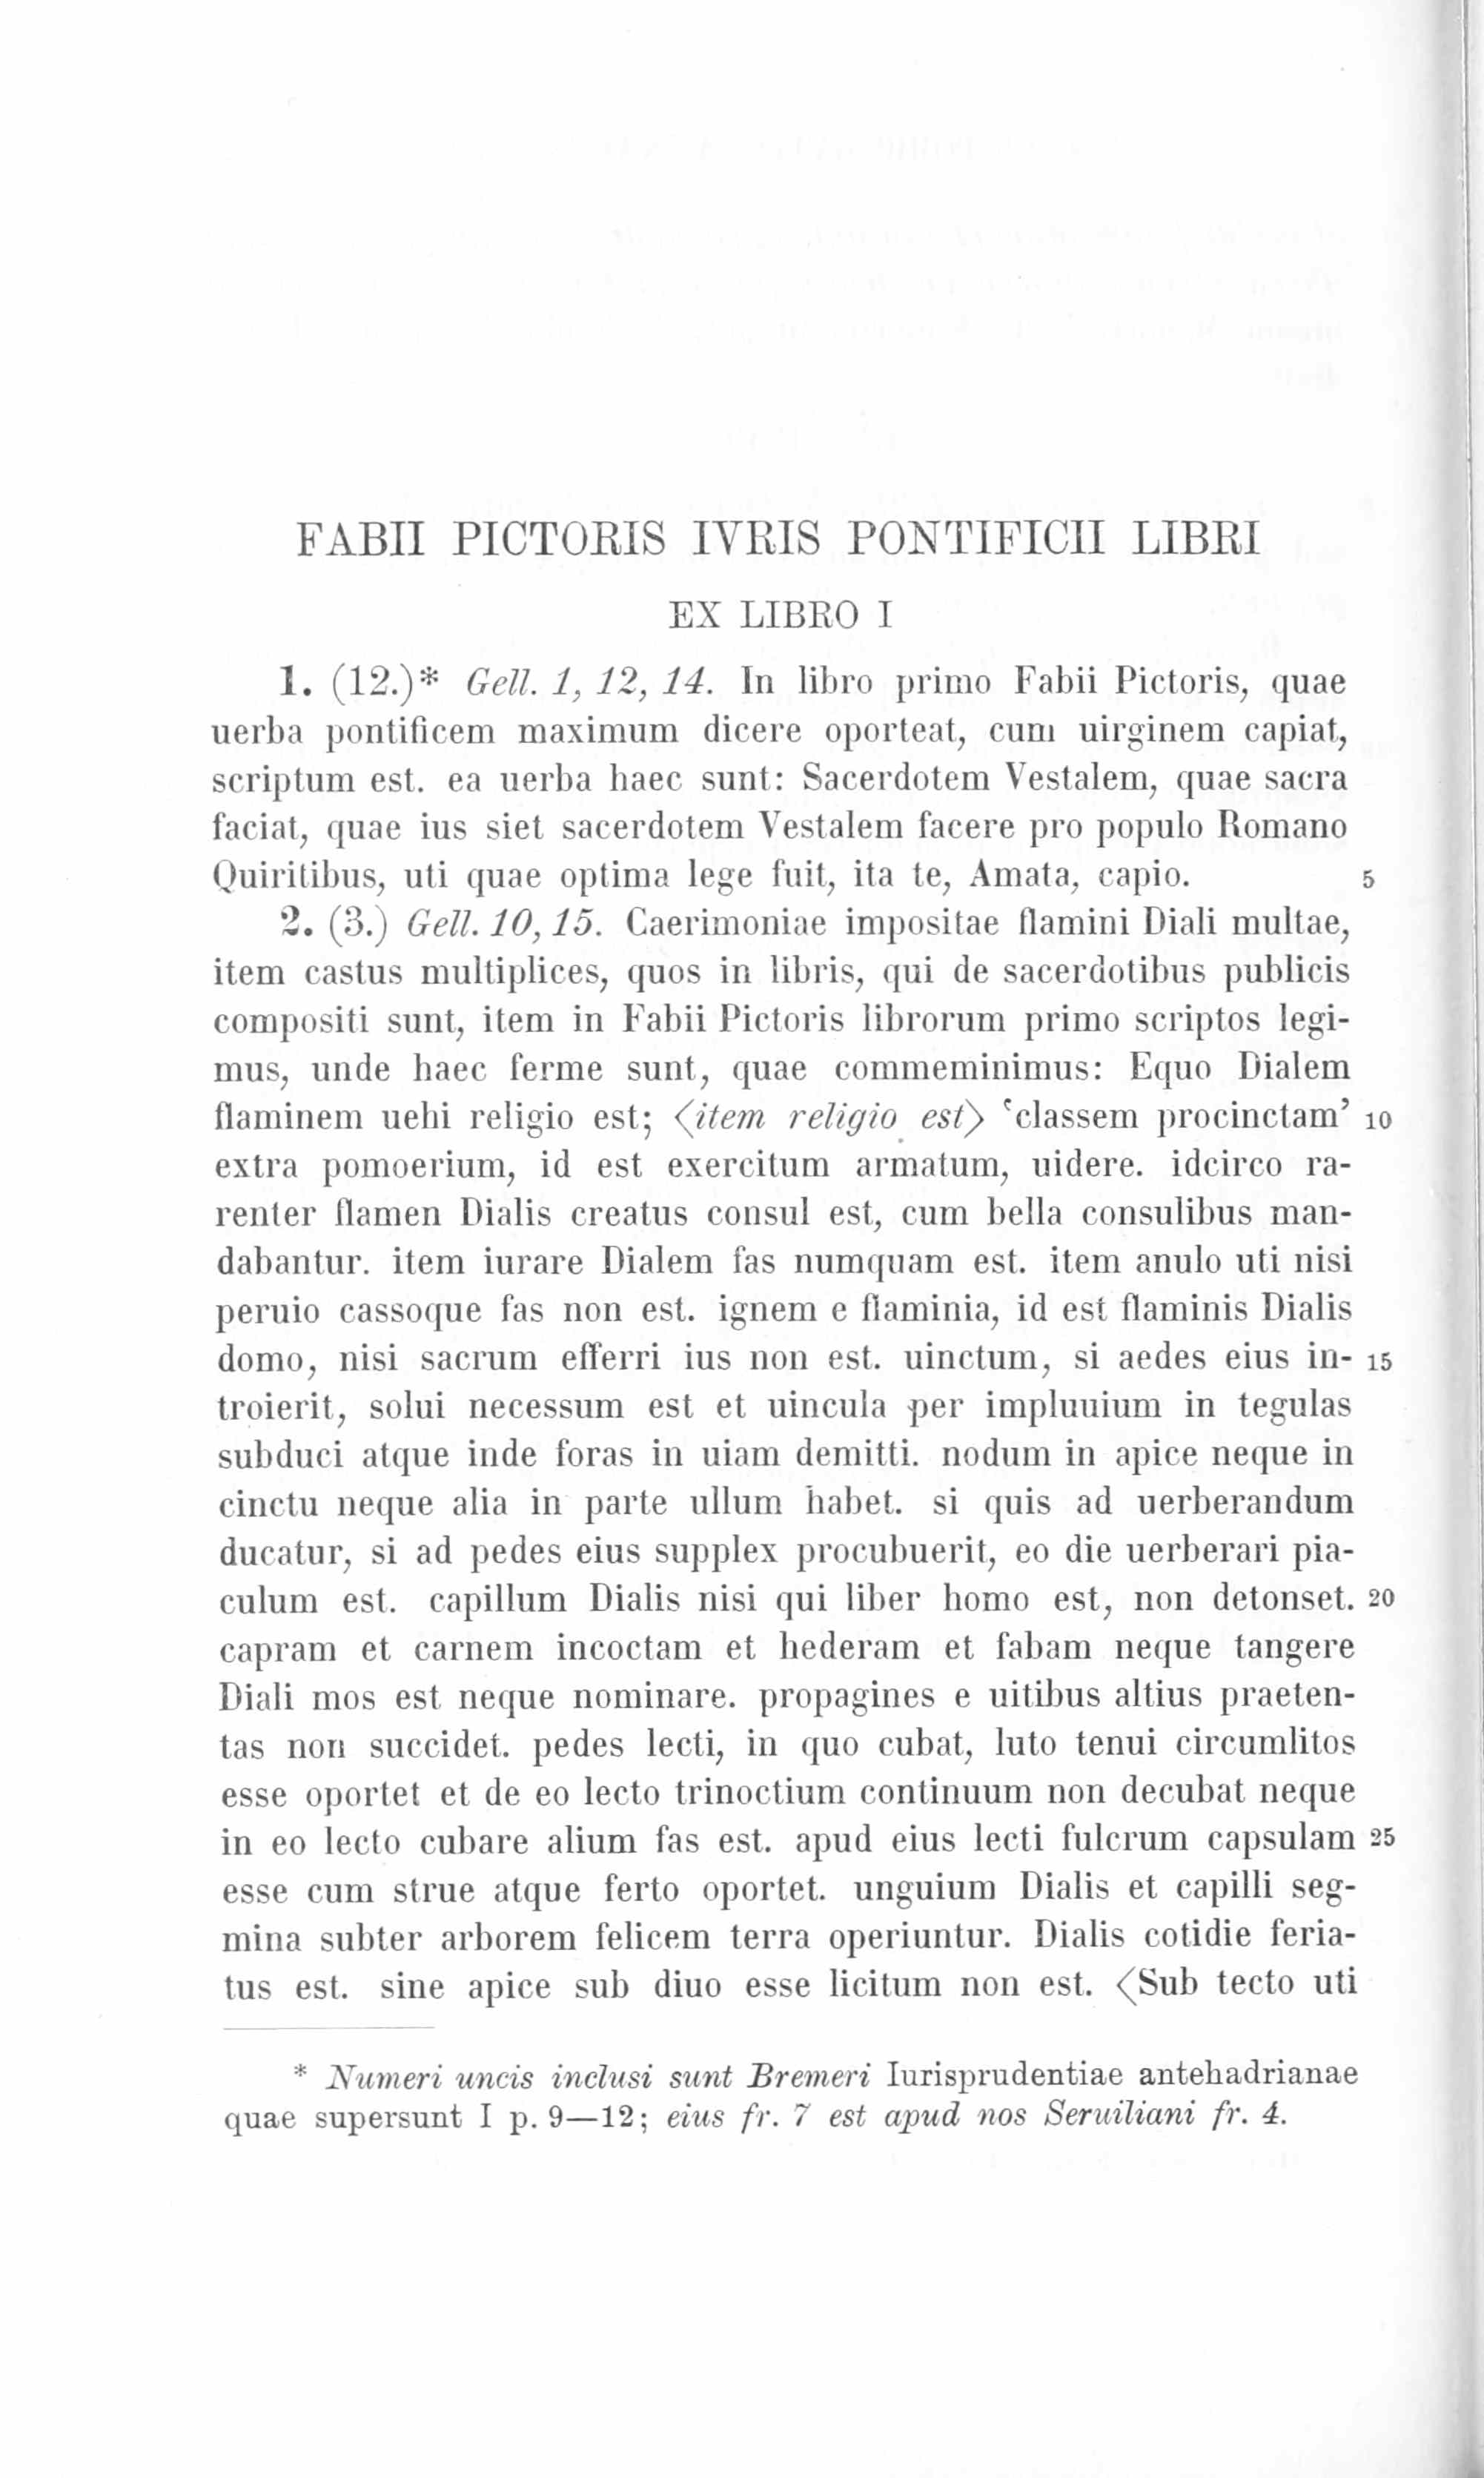 FABII PICTORIS IVRIS PONTIFICII LIBRI
EX LIBRO I
1. (12.)* Gell. 1, 12, 14. In libro primo Fabii Pictoris, quae
uerba pontificem maximum dicere oporteat, cum uirginem capiat,
scriptum est. ea uerba haec sunt: Sacerdotem Vestalem, quae sacra
faciat, quae ius siet sacerdotem Vestalem facere pro populo Romano
Quiritibus, uti quae optima lege fuit, ita te, Amata, capio. 5
2. (3.) Gell. 10, 15. Caerimoniae impositae flamini Diali multae,
item castus multiplices, quos in libris, qui de sacerdotibus publicis
compositi sunt, item in Fabii Pictoris librorum primo scriptos legi-
mus, unde haec ferme sunt, quae commeminimus: Equo Dialem
flaminem uehi religio est; ⟨item religio est⟩ ‘classem procinctam’ 10
extra pomoerium, id est exercitum armatum, uidere. idcirco ra-
renter flamen Dialis creatus consul est, cum bella consulibus man-
dabantur. item iurare Dialem fas numquam est. item anulo uti nisi
peruio cassoque fas non est. ignem e flaminia, id est flaminis Dialis
domo, nisi sacrum efferri ius non est. uinctum, si aedes eius in- 15
troierit, solui necessum est et uincula per impluuium in tegulas
subduci atque inde foras in uiam demitti. nodum in apice neque in
cinctu neque alia in parte ullum habet. si quis ad uerberandum
ducatur, si ad pedes eius supplex procubuerit, eo die uerberari pia-
culum est. capillum Dialis nisi qui liber homo est, non detonset. 20
capram et carnem incoctam et hederam et fabam neque tangere
Diali mos est neque nominare. propagines e uitibus altius praeten-
tas non succidet. pedes lecti, in quo cubat, luto tenui circumlitos
esse oportet et de eo lecto trinoctium continuum non decubat neque
in eo lecto cubare alium fas est. apud eius lecti fulcrum capsulam 25
esse cum strue atque ferto oportet. unguium Dialis et capilli seg-
mina subter arborem felicem terra operiuntur. Dialis cotidie feria-
tus est. sine apice sub diuo esse licitum non est. ⟨Sub tecto uti
* Numeri uncis inclusi sunt Bremeri Iurisprudentiae antehadrianae
quae supersunt I p. 9—12; eius fr. 7 est apud nos Seruiliani fr. 4.